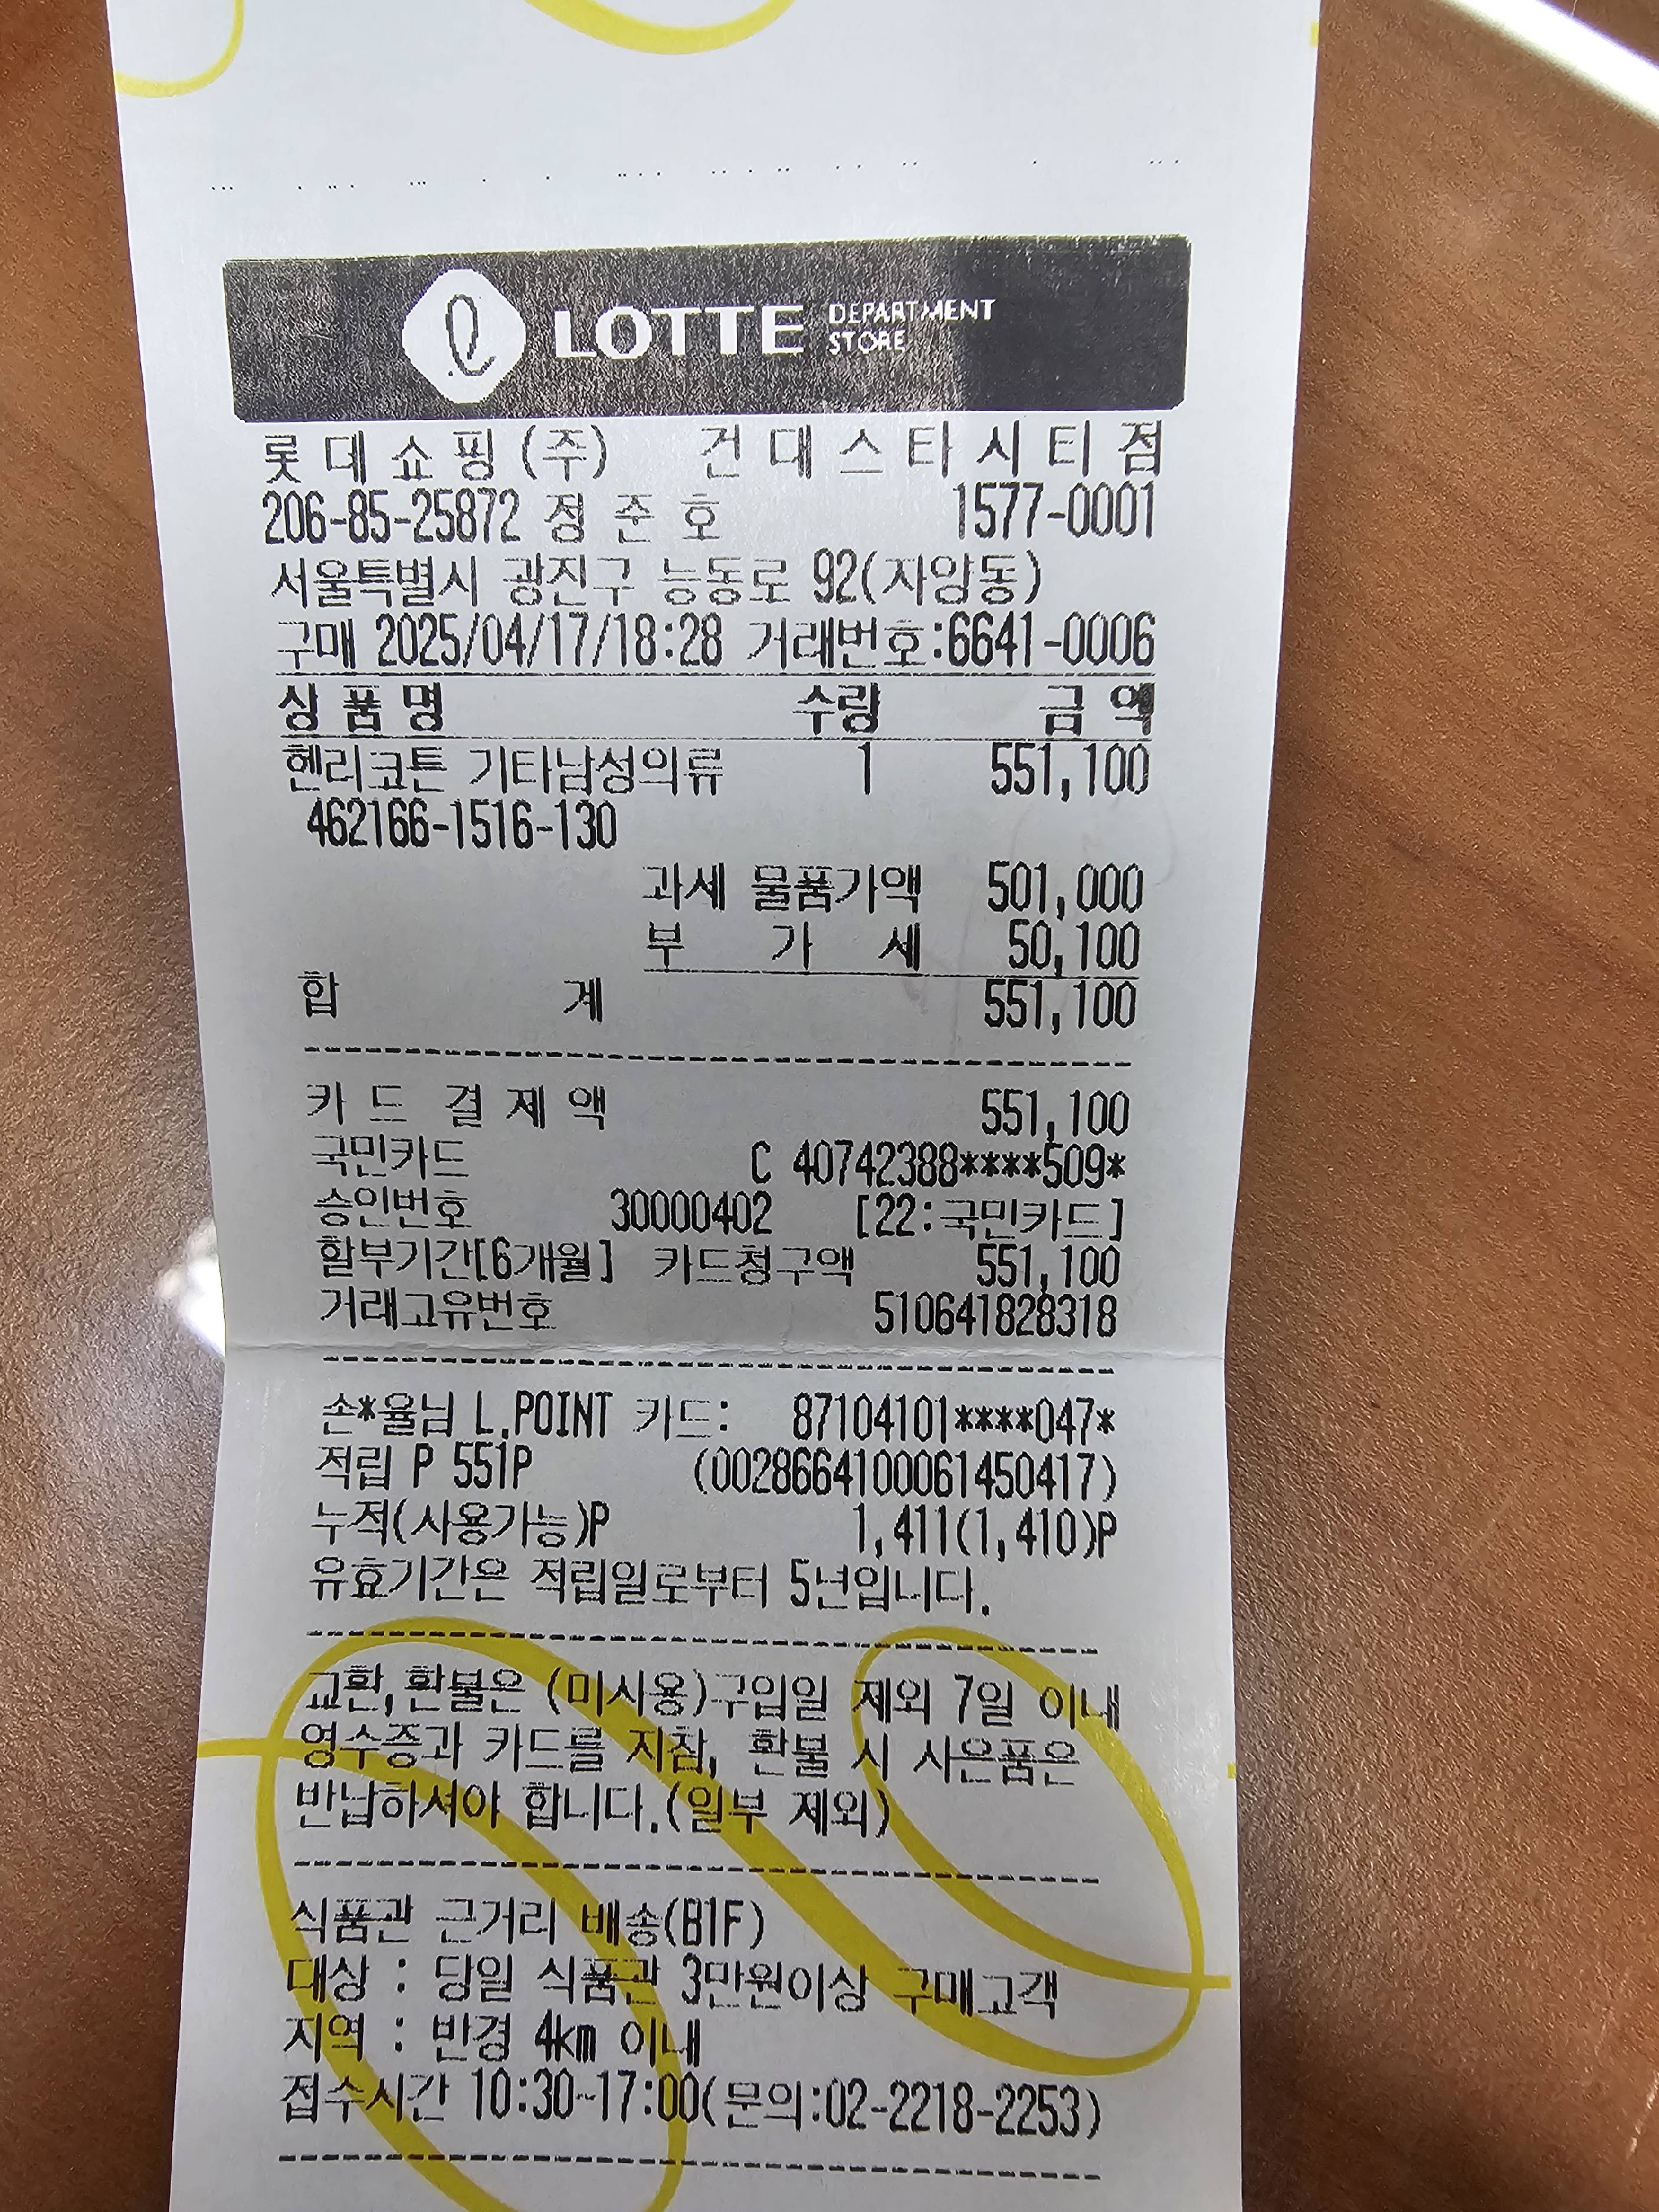 LOTTE DEPARTMENT STORE
롯데쇼핑(주) 건대스타시티점
206-85-25872 정준호 1577-0001
서울특별시 광진구 능동로 92(자양동)
구매 2025/04/17/18:28 거래번호:6641-0006
상품명 수량 금액
헨리코튼 기타남성의류 1 551,100
462166-1516-130
과세 물품가액 501,000
부 가 세 50,100
합 계 551,100
카드결제액 551,100
국민카드 C 40742388****509*
승인번호 30000402 [22:국민카드]
할부기간[6개월] 카드청구액 551,100
거래고유번호 510641828318
손*율님 L.POINT 카드: 87104101****047*
적립 P 551P (0028664100061450417)
누적(사용가능)P 1,411(1,410)P
유효기간은 적립일로부터 5년입니다.
교환,환불은 (미사용)구입일 제외 7일 이내
영수증과 카드를 지참, 환불 시 사은품은
반납하셔야 합니다.(일부 제외)
식품관 근거리 배송(B1F)
대상 : 당일 식품관 3만원이상 구매고객
지역 : 반경 4km 이내
접수시간 10:30~17:00(문의:02-2218-2253)